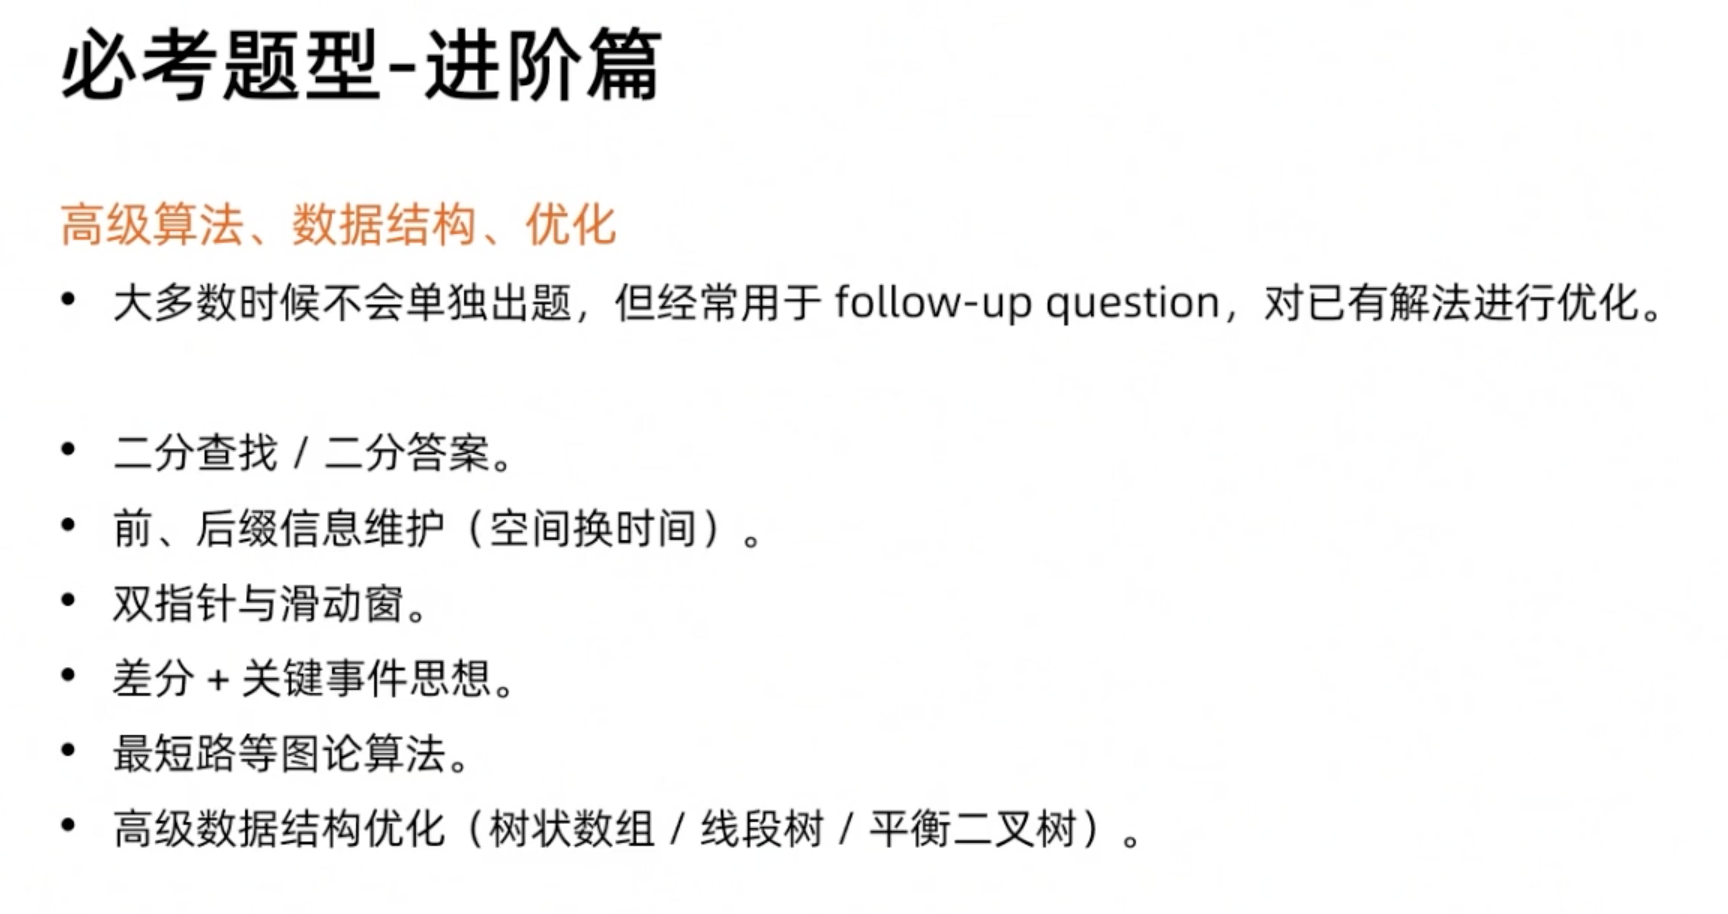 必考题型-进阶篇
高级算法、数据结构、优化
• 大多数时候不会单独出题，但经常用于 follow-up question，对已有解法进行优化。
• 二分查找 / 二分答案。
• 前、后缀信息维护（空间换时间）。
• 双指针与滑动窗。
• 差分 + 关键事件思想。
• 最短路等图论算法。
• 高级数据结构优化（树状数组 / 线段树 / 平衡二叉树）。